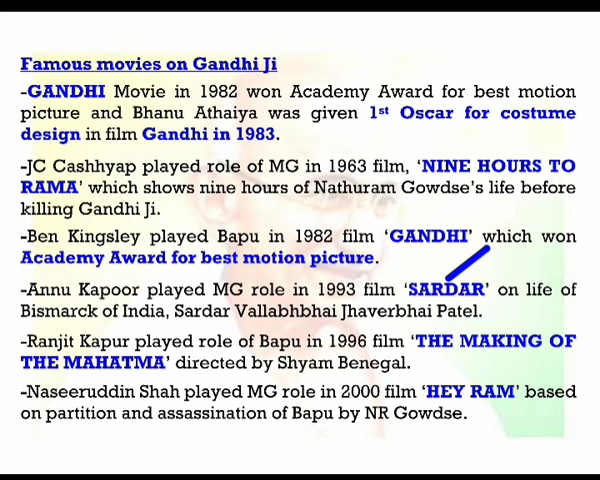 Famous movies on Gandhi Ji
-GANDHI Movie in 1982 won Academy Award for best motion
picture and Bhanu Athaiya was given 1st Oscar for costume
design in film Gandhi in 1983.
-JC Cashhyap played role of MG in 1963 film, ‘NINE HOURS TO
RAMA’ which shows nine hours of Nathuram Gowdse’s life before
killing Gandhi Ji.
-Ben Kingsley played Bapu in 1982 film ‘GANDHI’ which won
Academy Award for best motion picture.
-Annu Kapoor played MG role in 1993 film ‘SARDAR’ on life of
Bismarck of India, Sardar Vallabhbhai Jhaverbhai Patel.
-Ranjit Kapur played role of Bapu in 1996 film ‘THE MAKING OF
THE MAHATMA’ directed by Shyam Benegal.
-Naseeruddin Shah played MG role in 2000 film ‘HEY RAM’ based
on partition and assassination of Bapu by NR Gowdse.